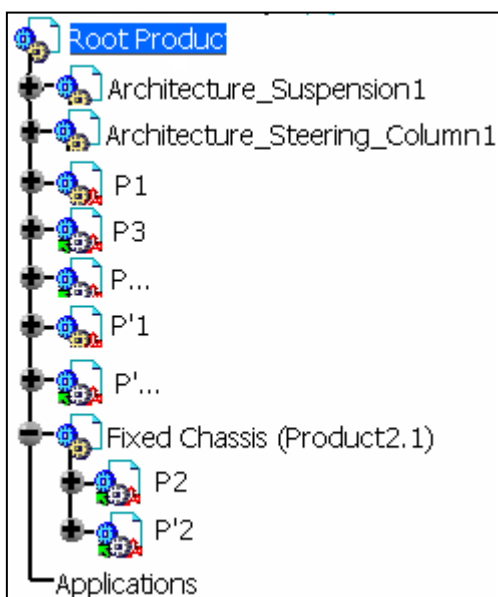 Root Product
Architecture_Suspension1
Architecture_Steering_Column1
P1
P3
P...
P'1
P'...
Fixed Chassis (Product2.1)
P2
P'2
Applications